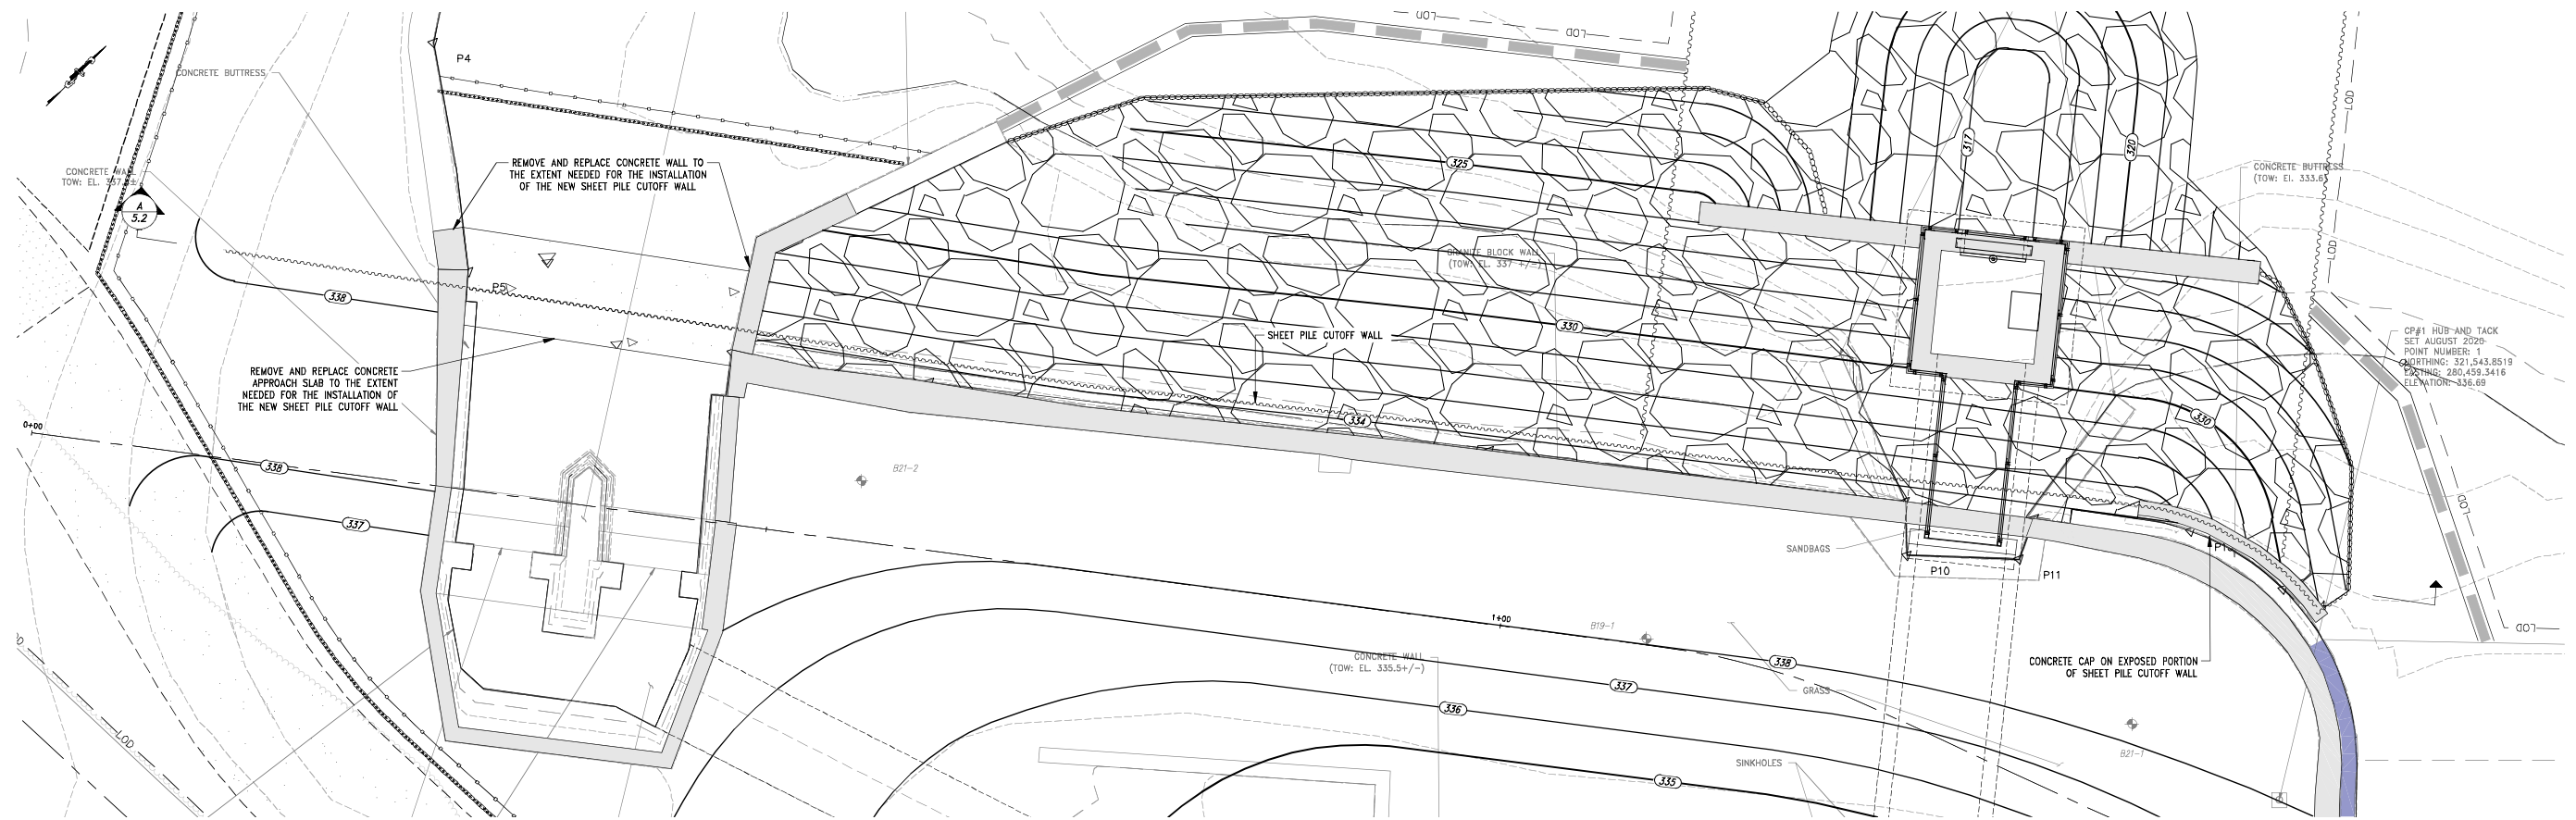 LOD
LOD
P4
CONCRETE BUTTRESS
LOD
317
320
325
REMOVE AND REPLACE CONCRETE WALL TO
THE EXTENT NEEDED FOR THE INSTALLATION
OF THE NEW SHEET PILE CUTOFF WALL
CONCRETE WALL
TOW: EL. 337.
A
5.2
CONCRETE BUTTRESS
(TOW: El. 333.6)
LOD
GRANITE BLOCK WALL
(TOW: EL. 337 +/-)
P5
338
330
SHEET PILE CUTOFF WALL
CP#1 HUB AND TACK
SET AUGUST 2020
POINT NUMBER: 1
NORTHING: 321,543.8519
EASTING: 280,459.3416
ELEVATION: 336.69
REMOVE AND REPLACE CONCRETE
APPROACH SLAB TO THE EXTENT
NEEDED FOR THE INSTALLATION OF
THE NEW SHEET PILE CUTOFF WALL
0+00
334
330
338
B21-2
337
LOD
SANDBAGS
P10
P11
1+00
B19-1
LOD
CONCRETE WALL
(TOW: EL. 335.5+/-)
338
CONCRETE CAP ON EXPOSED PORTION
OF SHEET PILE CUTOFF WALL
337
GRASS
336
LOD
B21-1
SINKHOLES
335